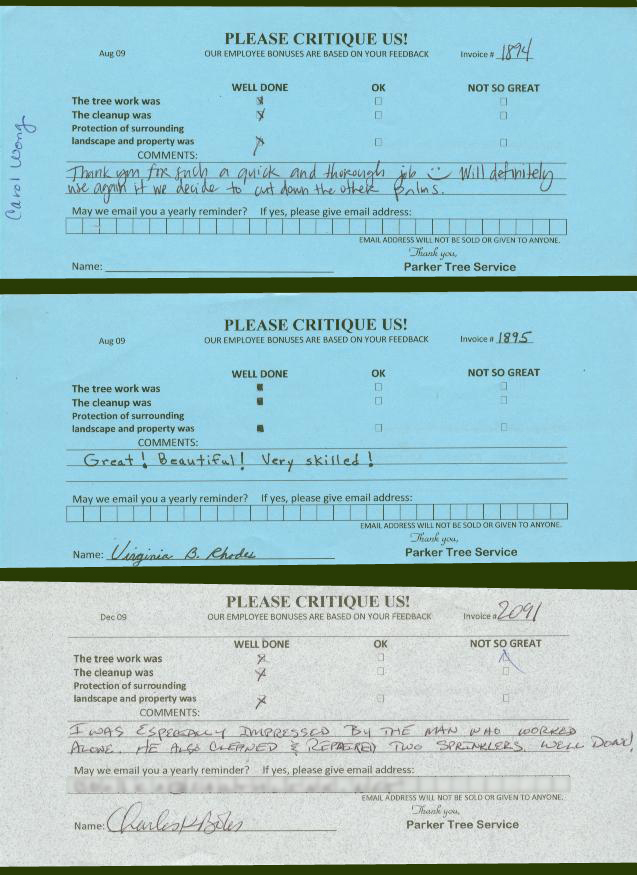 PLEASE CRITIQUE US!
Aug 09 OUR EMPLOYEE BONUSES ARE BASED ON YOUR FEEDBACK Invoice # 1894
WELL DONE OK NOT SO GREAT
The tree work was
The cleanup was
Protection of surrounding
landscape and property was
COMMENTS:
Thank you for such a quick and thorough job Will definitely
use again if we decide to cut down the other palms.
May we email you a yearly reminder? If yes, please give email address:
EMAIL ADDRESS WILL NOT BE SOLD OR GIVEN TO ANYONE.
Thank you,
Name: Parker Tree Service
Carol Wong
PLEASE CRITIQUE US!
Aug 09 OUR EMPLOYEE BONUSES ARE BASED ON YOUR FEEDBACK Invoice # 1895
WELL DONE OK NOT SO GREAT
The tree work was
The cleanup was
Protection of surrounding
landscape and property was
COMMENTS:
Great! Beautiful! Very skilled!
May we email you a yearly reminder? If yes, please give email address:
EMAIL ADDRESS WILL NOT BE SOLD OR GIVEN TO ANYONE.
Thank you,
Name: Virginia B. Rhodes Parker Tree Service
PLEASE CRITIQUE US!
Dec 09 OUR EMPLOYEE BONUSES ARE BASED ON YOUR FEEDBACK Invoice # 2091
WELL DONE OK NOT SO GREAT
The tree work was
The cleanup was
Protection of surrounding
landscape and property was
COMMENTS:
I WAS ESPECIALLY IMPRESSED BY THE MAN WHO WORKED
ALONE. HE ALSO CLEANED & REPAIRED TWO SPRINKLERS. WELL DONE!
May we email you a yearly reminder? If yes, please give email address:
EMAIL ADDRESS WILL NOT BE SOLD OR GIVEN TO ANYONE.
Thank you,
Name: Charles Parker Tree Service